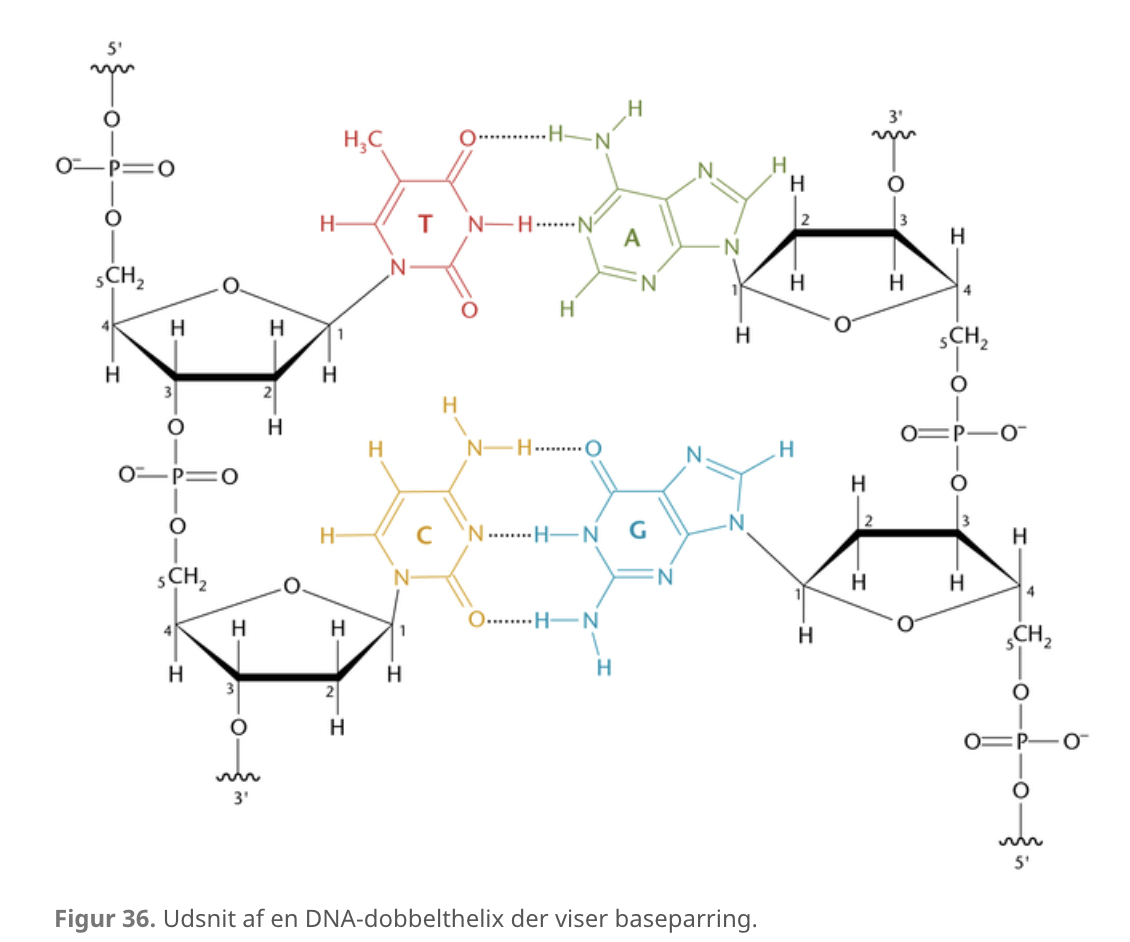 5'
3'
O
H
H₃C
O
H
H
N
O⁻
P
O
N
H
O
O
H
H
T
N
H
N
A
2
3
H
N
N
₅CH₂
O
N
1
H
H
4
4
H
H
1
O
H
O
H
₅CH₂
H
3
2
H
O
H
H
O
O
P
O⁻
H
N
H
O
N
H
O⁻
P
O
O
H
O
H
C
N
H
N
G
N
2
3
H
₅CH₂
O
N
N
H
H
1
4
4
H
H
1
O
H
N
H
O
H
₅CH₂
H
3
2
H
H
O
O
H
O
P
O⁻
3'
O
5'
Figur 36. Udsnit af en DNA-dobbelthelix der viser baseparring.